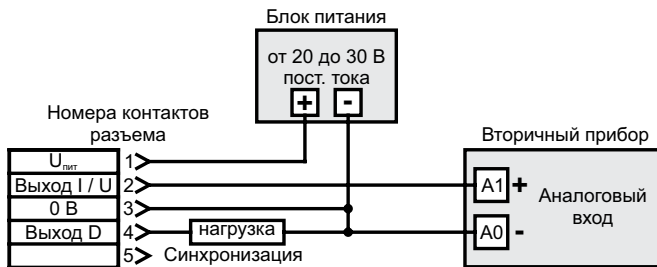 Блок питания
от 20 до 30 В
пост. тока
+ -
Номера контактов
разъема
Вторичный прибор
Uпит 1
Выход I / U 2 A1 +
Аналоговый
вход
0 В 3
Выход D 4 нагрузка A0 -
5 Синхронизация